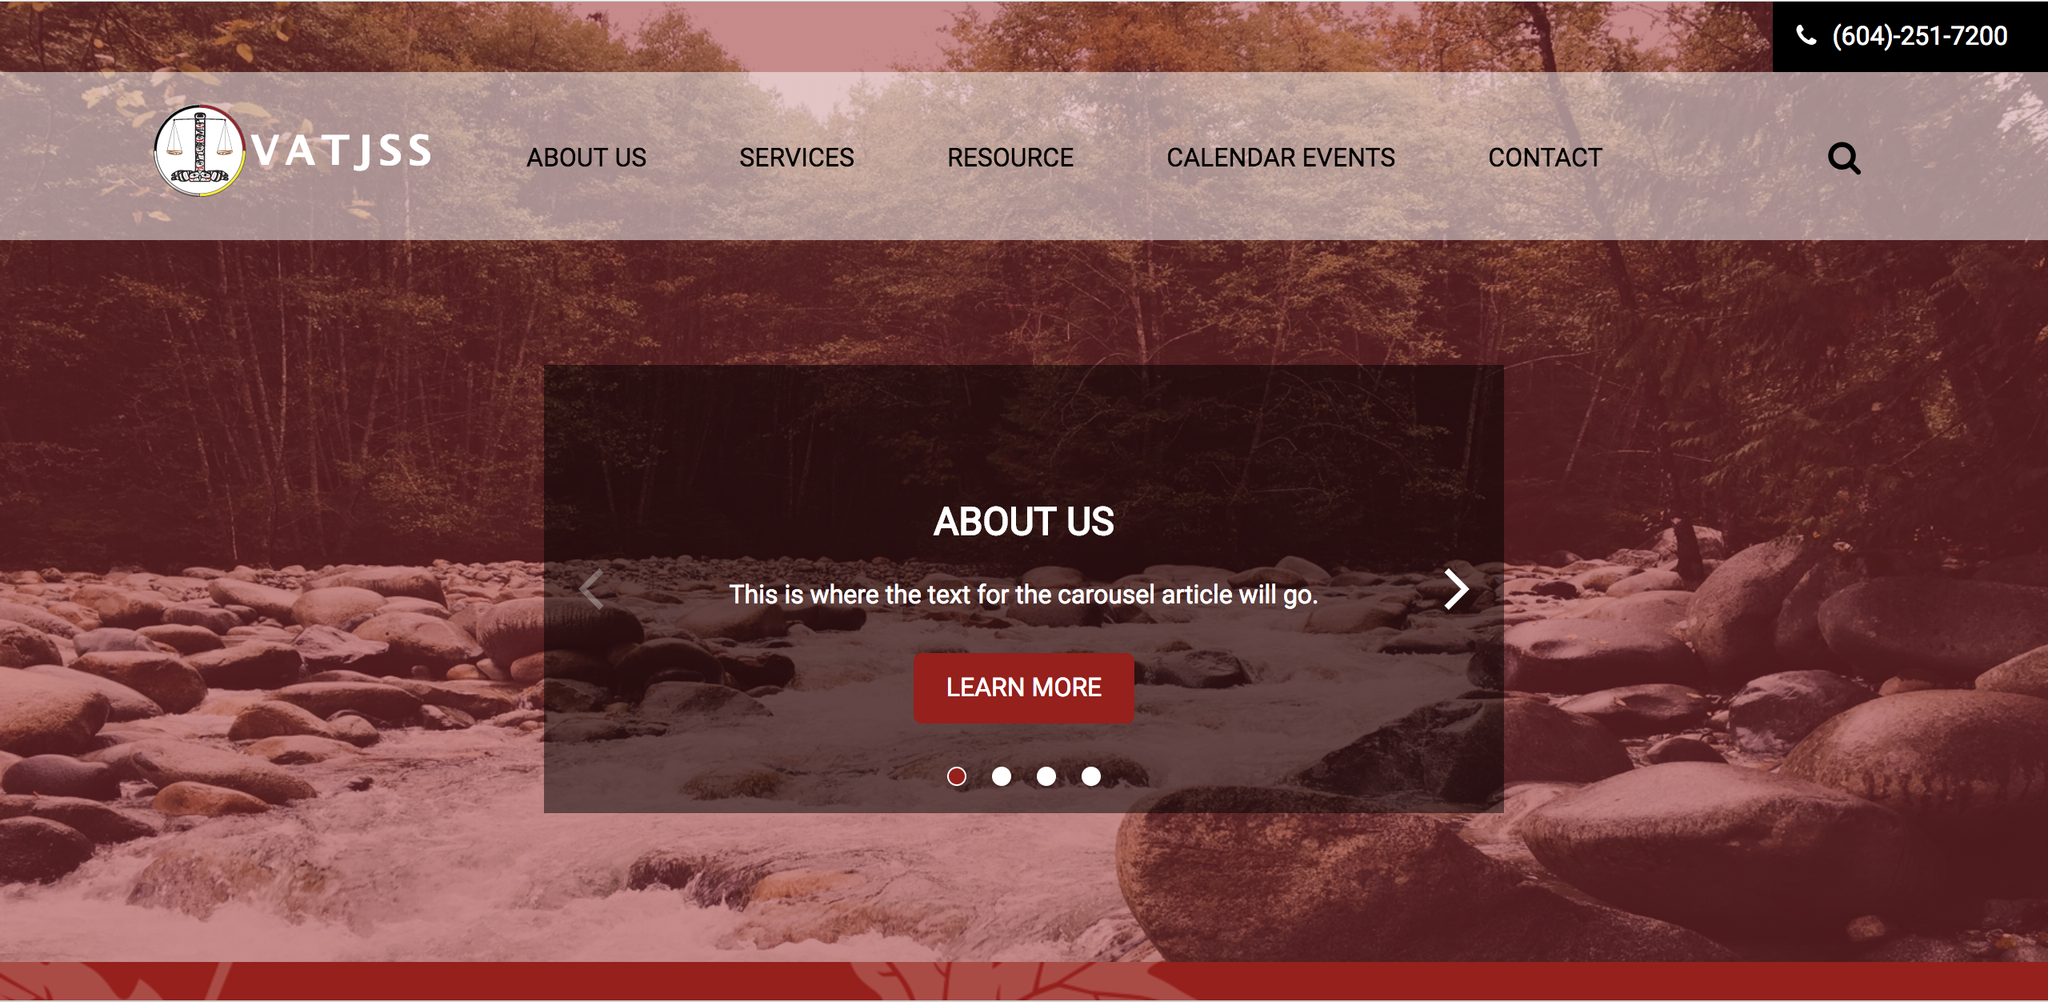 (604)-251-7200
VATJSS
ABOUT US
SERVICES
RESOURCE
CALENDAR EVENTS
CONTACT
ABOUT US
This is where the text for the carousel article will go.
LEARN MORE